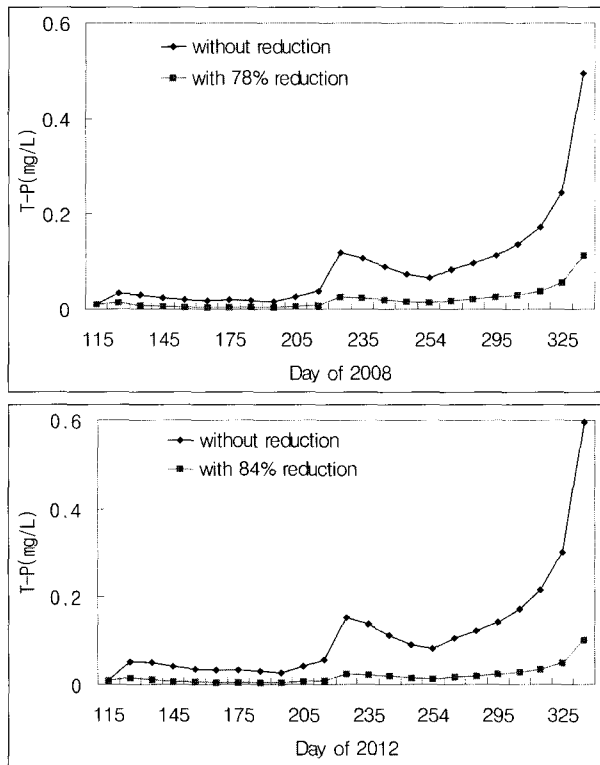 0.6
without reduction
with 78% reduction
0.4
T-P(mg/L)
0.2
0
115 145 175 205 235 254 295 325
Day of 2008
0.6
without reduction
with 84% reduction
0.4
T-P(mg/L)
0.2
0
115 145 175 205 235 254 295 325
Day of 2012